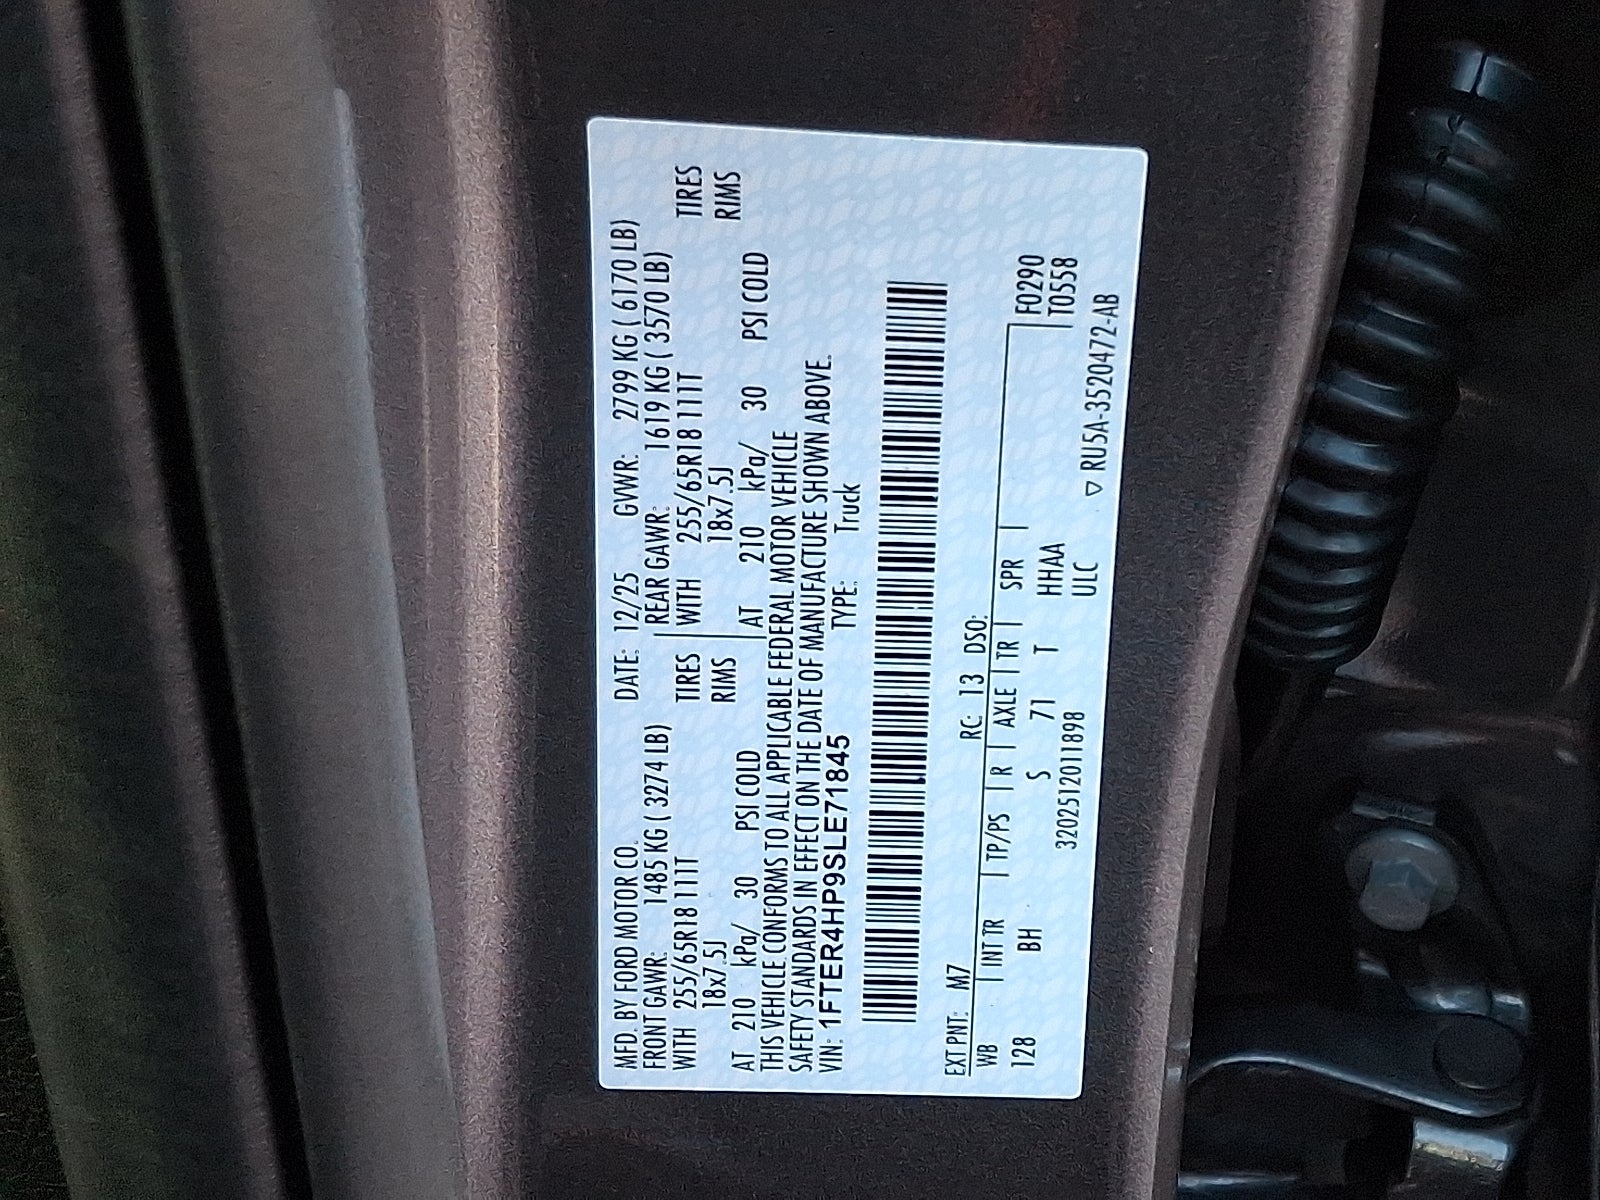 MFD. BY FORD MOTOR CO. DATE: 12/25 GVWR: 2799 KG ( 6170 LB)
FRONT GAWR: 1485 KG ( 3274 LB) REAR GAWR: 1619 KG ( 3570 LB)
WITH 255/65R18 111T TIRES WITH 255/65R18 111T TIRES
18x7.5J RIMS 18x7.5J RIMS
AT 210 kPa/ 30 PSI COLD AT 210 kPa/ 30 PSI COLD
THIS VEHICLE CONFORMS TO ALL APPLICABLE FEDERAL MOTOR VEHICLE
SAFETY STANDARDS IN EFFECT ON THE DATE OF MANUFACTURE SHOWN ABOVE.
VIN: 1FTER4HP9SLE71845 TYPE: Truck
EXT PNT: M7 RC: 13 DSO:
WB INT TR TP/PS R AXLE TR SPR F0290
128 BH S 71 T HHAA T0558
3202512011898 ULC
▽ RU5A-3520472-AB